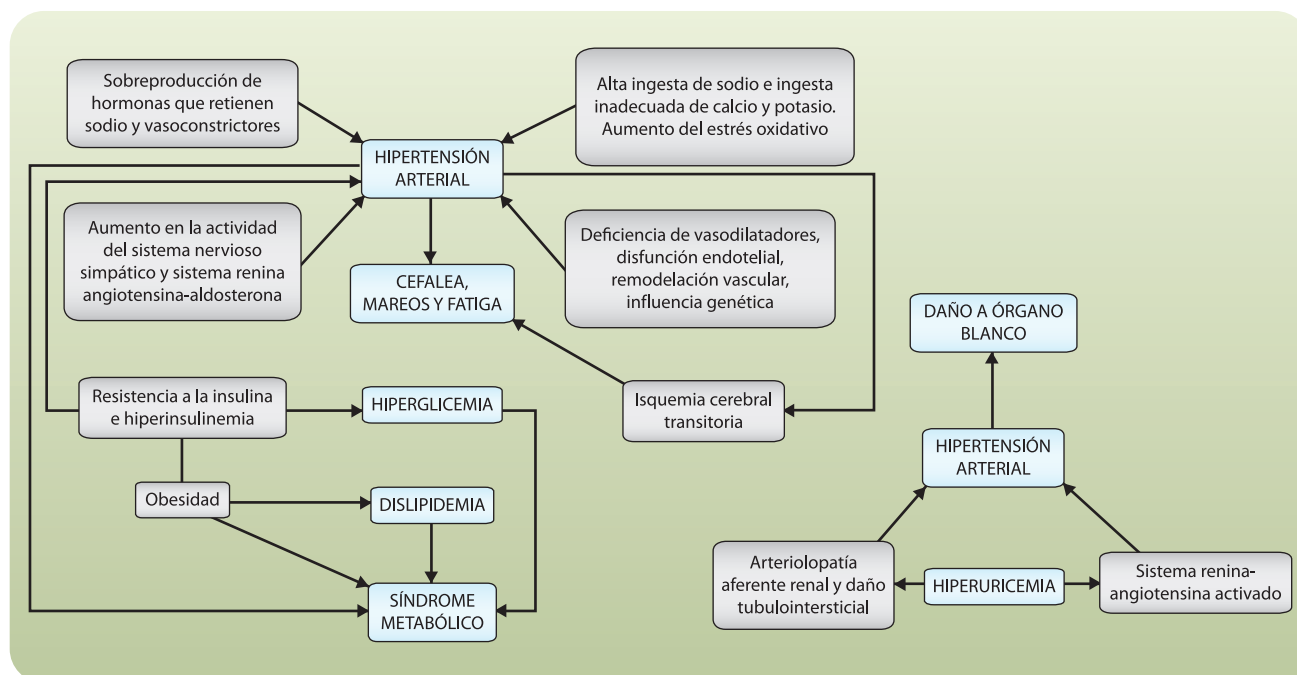 Sobreproducción de
hormonas que retienen
sodio y vasoconstrictores
Alta ingesta de sodio e ingesta
inadecuada de calcio y potasio.
Aumento del estrés oxidativo
HIPERTENSIÓN
ARTERIAL
Aumento en la actividad
del sistema nervioso
simpático y sistema renina
angiotensina-aldosterona
Deficiencia de vasodilatadores,
disfunción endotelial,
remodelación vascular,
influencia genética
CEFALEA,
MAREOS Y FATIGA
DAÑO A ÓRGANO
BLANCO
Resistencia a la insulina
e hiperinsulinemia
HIPERGLICEMIA
Isquemia cerebral
transitoria
HIPERTENSIÓN
ARTERIAL
Obesidad
DISLIPIDEMIA
Arteriolopatía
aferente renal y daño
tubulointersticial
HIPERURICEMIA
Sistema renina-
angiotensina activado
SÍNDROME
METABÓLICO